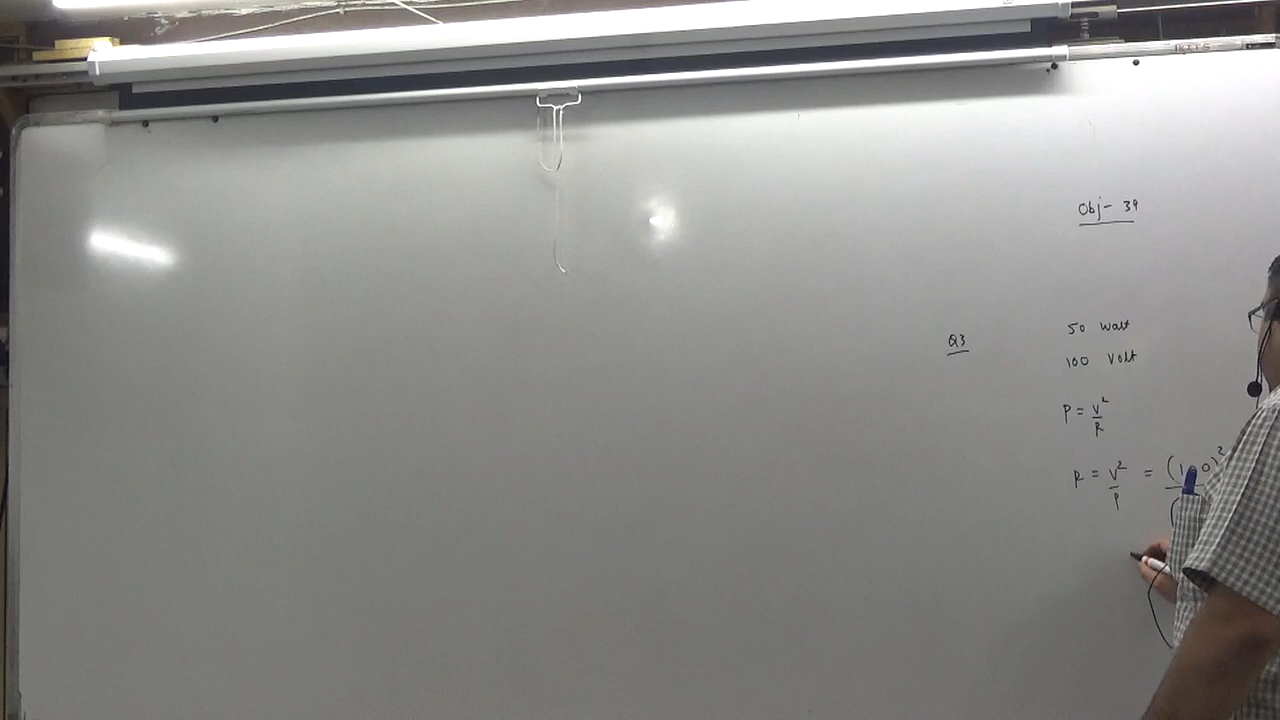 Obj- 39
Q3
50 watt
100 volt
P = V²/R
R = V²/P = (100)²